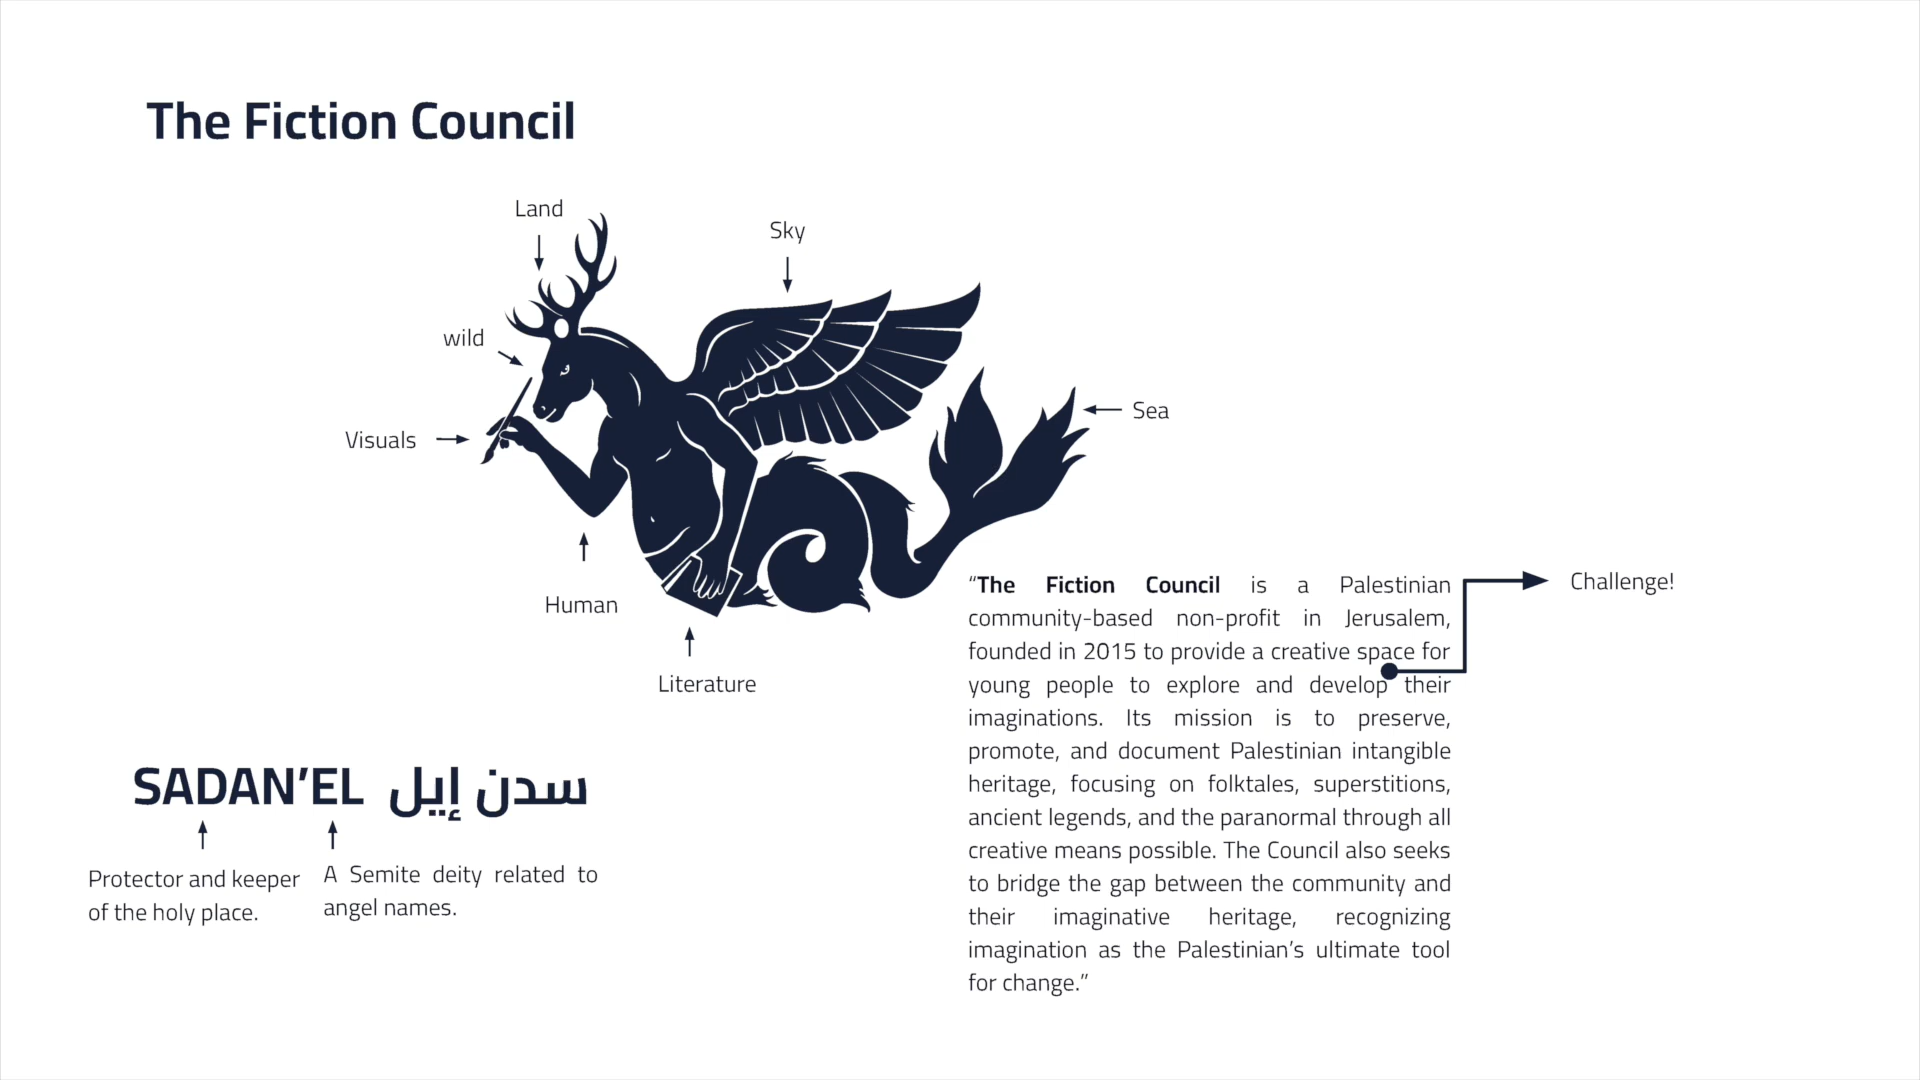 The Fiction Council
Land
Sky
wild
Sea
Visuals
Human
Literature
“The Fiction Council is a Palestinian
community-based non-profit in Jerusalem,
founded in 2015 to provide a creative space for
young people to explore and develop their
imaginations. Its mission is to preserve,
promote, and document Palestinian intangible
heritage, focusing on folktales, superstitions,
ancient legends, and the paranormal through all
creative means possible. The Council also seeks
to bridge the gap between the community and
their imaginative heritage, recognizing
imagination as the Palestinian’s ultimate tool
for change.”
Challenge!
SADAN’EL سدن إيل
Protector and keeper
of the holy place.
A Semite deity related to
angel names.